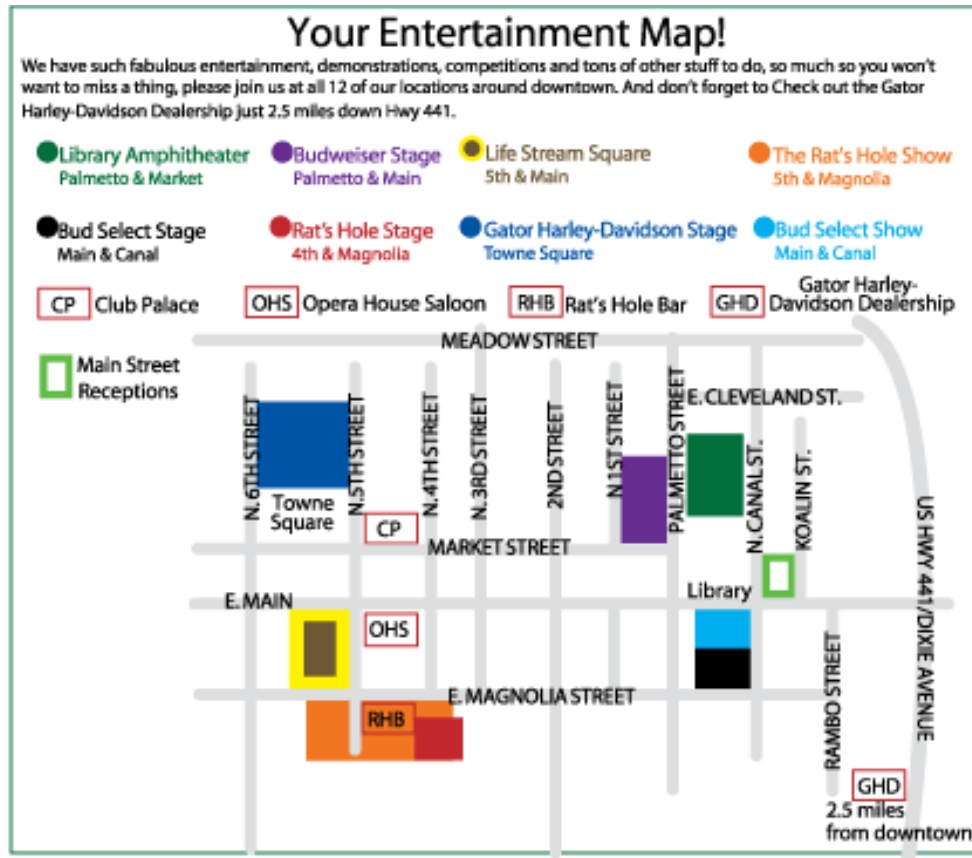 Your Entertainment Map!
We have such fabulous entertainment, demonstrations, competitions and tons of other stuff to do, so much so you won't
want to miss a thing, please join us at all 12 of our locations around downtown. And don't forget to Check out the Gator
Harley-Davidson Dealership just 2.5 miles down Hwy 441.
Library Amphitheater
Palmetto & Market
Budweiser Stage
Palmetto & Main
Life Stream Square
5th & Main
The Rat's Hole Show
5th & Magnolia
Bud Select Stage
Main & Canal
Rat's Hole Stage
4th & Magnolia
Gator Harley-Davidson Stage
Towne Square
Bud Select Show
Main & Canal
CP Club Palace
OHS Opera House Saloon
RHB Rat's Hole Bar
GHD Gator Harley-
Davidson Dealership
Main Street
Receptions
MEADOW STREET
E. CLEVELAND ST.
N. 6TH STREET
N.5TH STREET
N. 4TH STREET
N. 3RD STREET
2ND STREET
N 1ST STREET
PALMETTO STREET
N. CANAL ST.
KOALIN ST.
US HWY 441/DIXIE AVENUE
Towne
Square
CP
MARKET STREET
Library
E. MAIN
OHS
E. MAGNOLIA STREET
RHB
RAMBO STREET
GHD
2.5 miles
from downtown